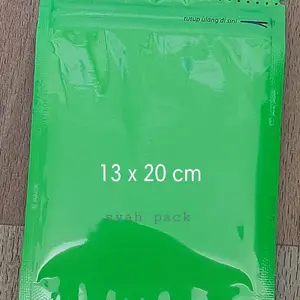 tutup ulang di sini
13 x 20 cm
syah pack